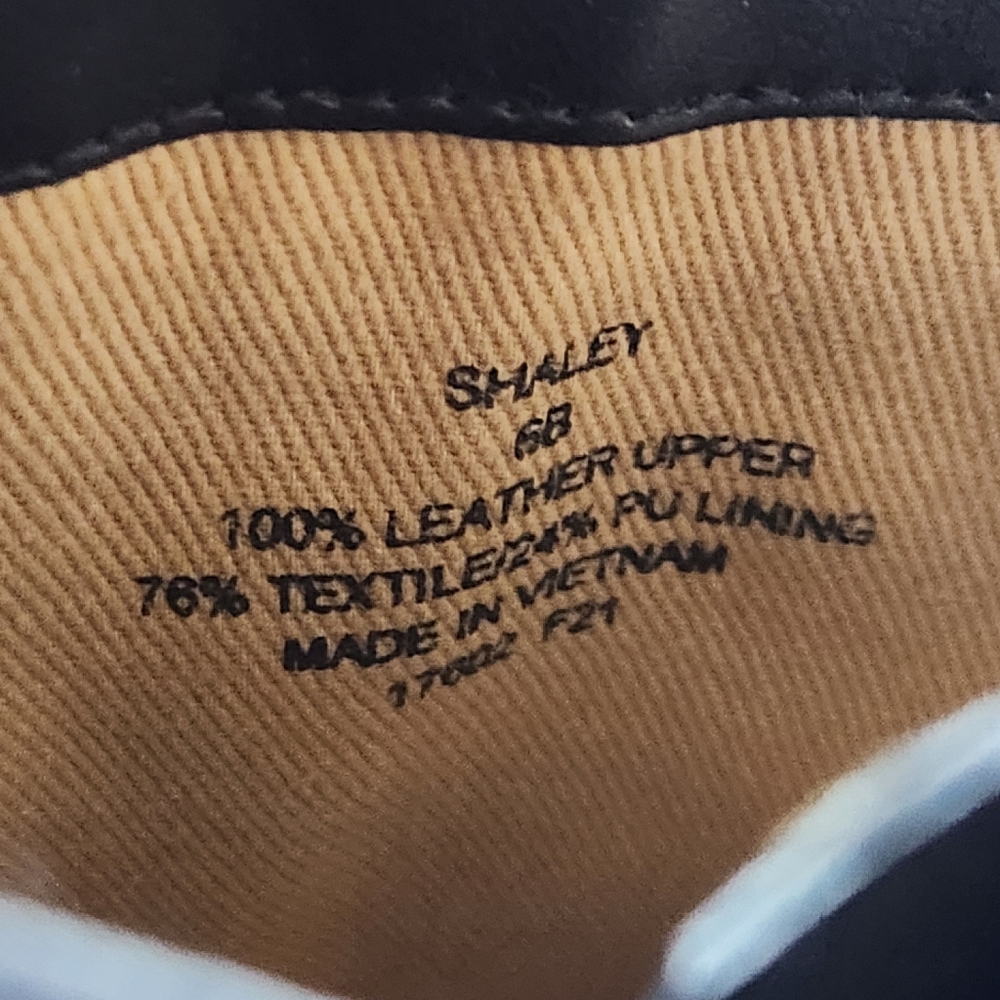 SHALEY
6B
100% LEATHER UPPER
76% TEXTILE/24% PU LINING
MADE IN VIETNAM
17602 F21